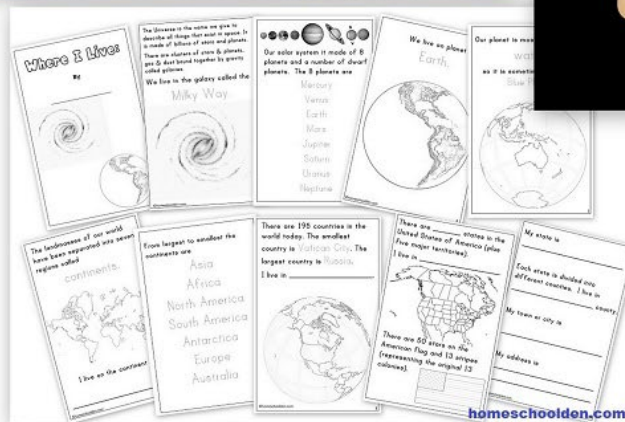 Where I Live:
By
The Universe is the name we give to
describe all things that exist in space. It
is made of billions of stars and planets.
There are clusters of stars & planets,
gas & dust bound together by gravity
called galaxies.
We live in the galaxy called the
Milky Way.
Our solar system is made of 8
planets and a number of dwarf
planets. The 8 planets are
Mercury
Venus
Earth
Mars
Jupiter
Saturn
Uranus
Neptune
We live on planet
Earth.
Our planet is
as it is
Blue
The landmasses of our world
have been separated into seven
regions called
continents.
I live on the continent
From largest to smallest the
continents are
Asia
Africa
North America
South America
Antarctica
Europe
Australia
There are 195 countries in the
world today. The smallest
country is Vatican City. The
largest country is Russia.
I live in
There are states in the
United States of America (plus
five major territories).
I live in
There are 50 stars on the
American flag and 13 stripes
(representing the original 13
colonies).
My state is
Each state is divided into
different counties. I live in
county.
My town or city is
My address is
homeschoolden.com